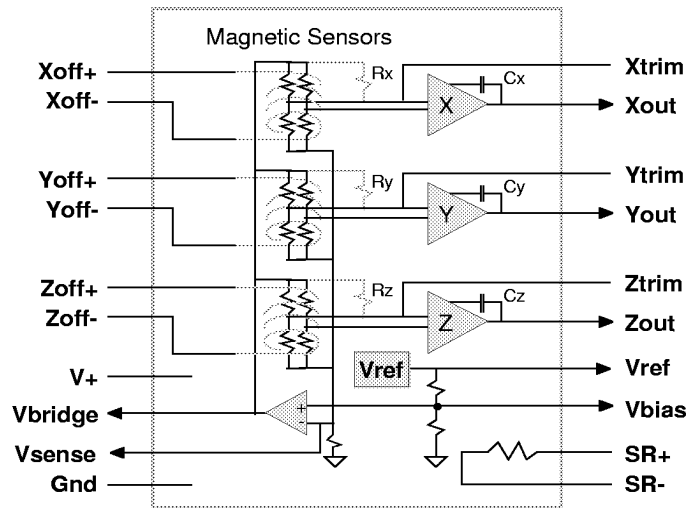 Magnetic Sensors
Xoff+
Rx
Xtrim
Cx
Xoff-
X
Xout
Yoff+
Ry
Ytrim
Cy
Yoff-
Y
Yout
Zoff+
Rz
Ztrim
Cz
Zoff-
Z
Zout
V+
Vref
Vref
Vbridge
+
-
Vbias
Vsense
SR+
Gnd
SR-